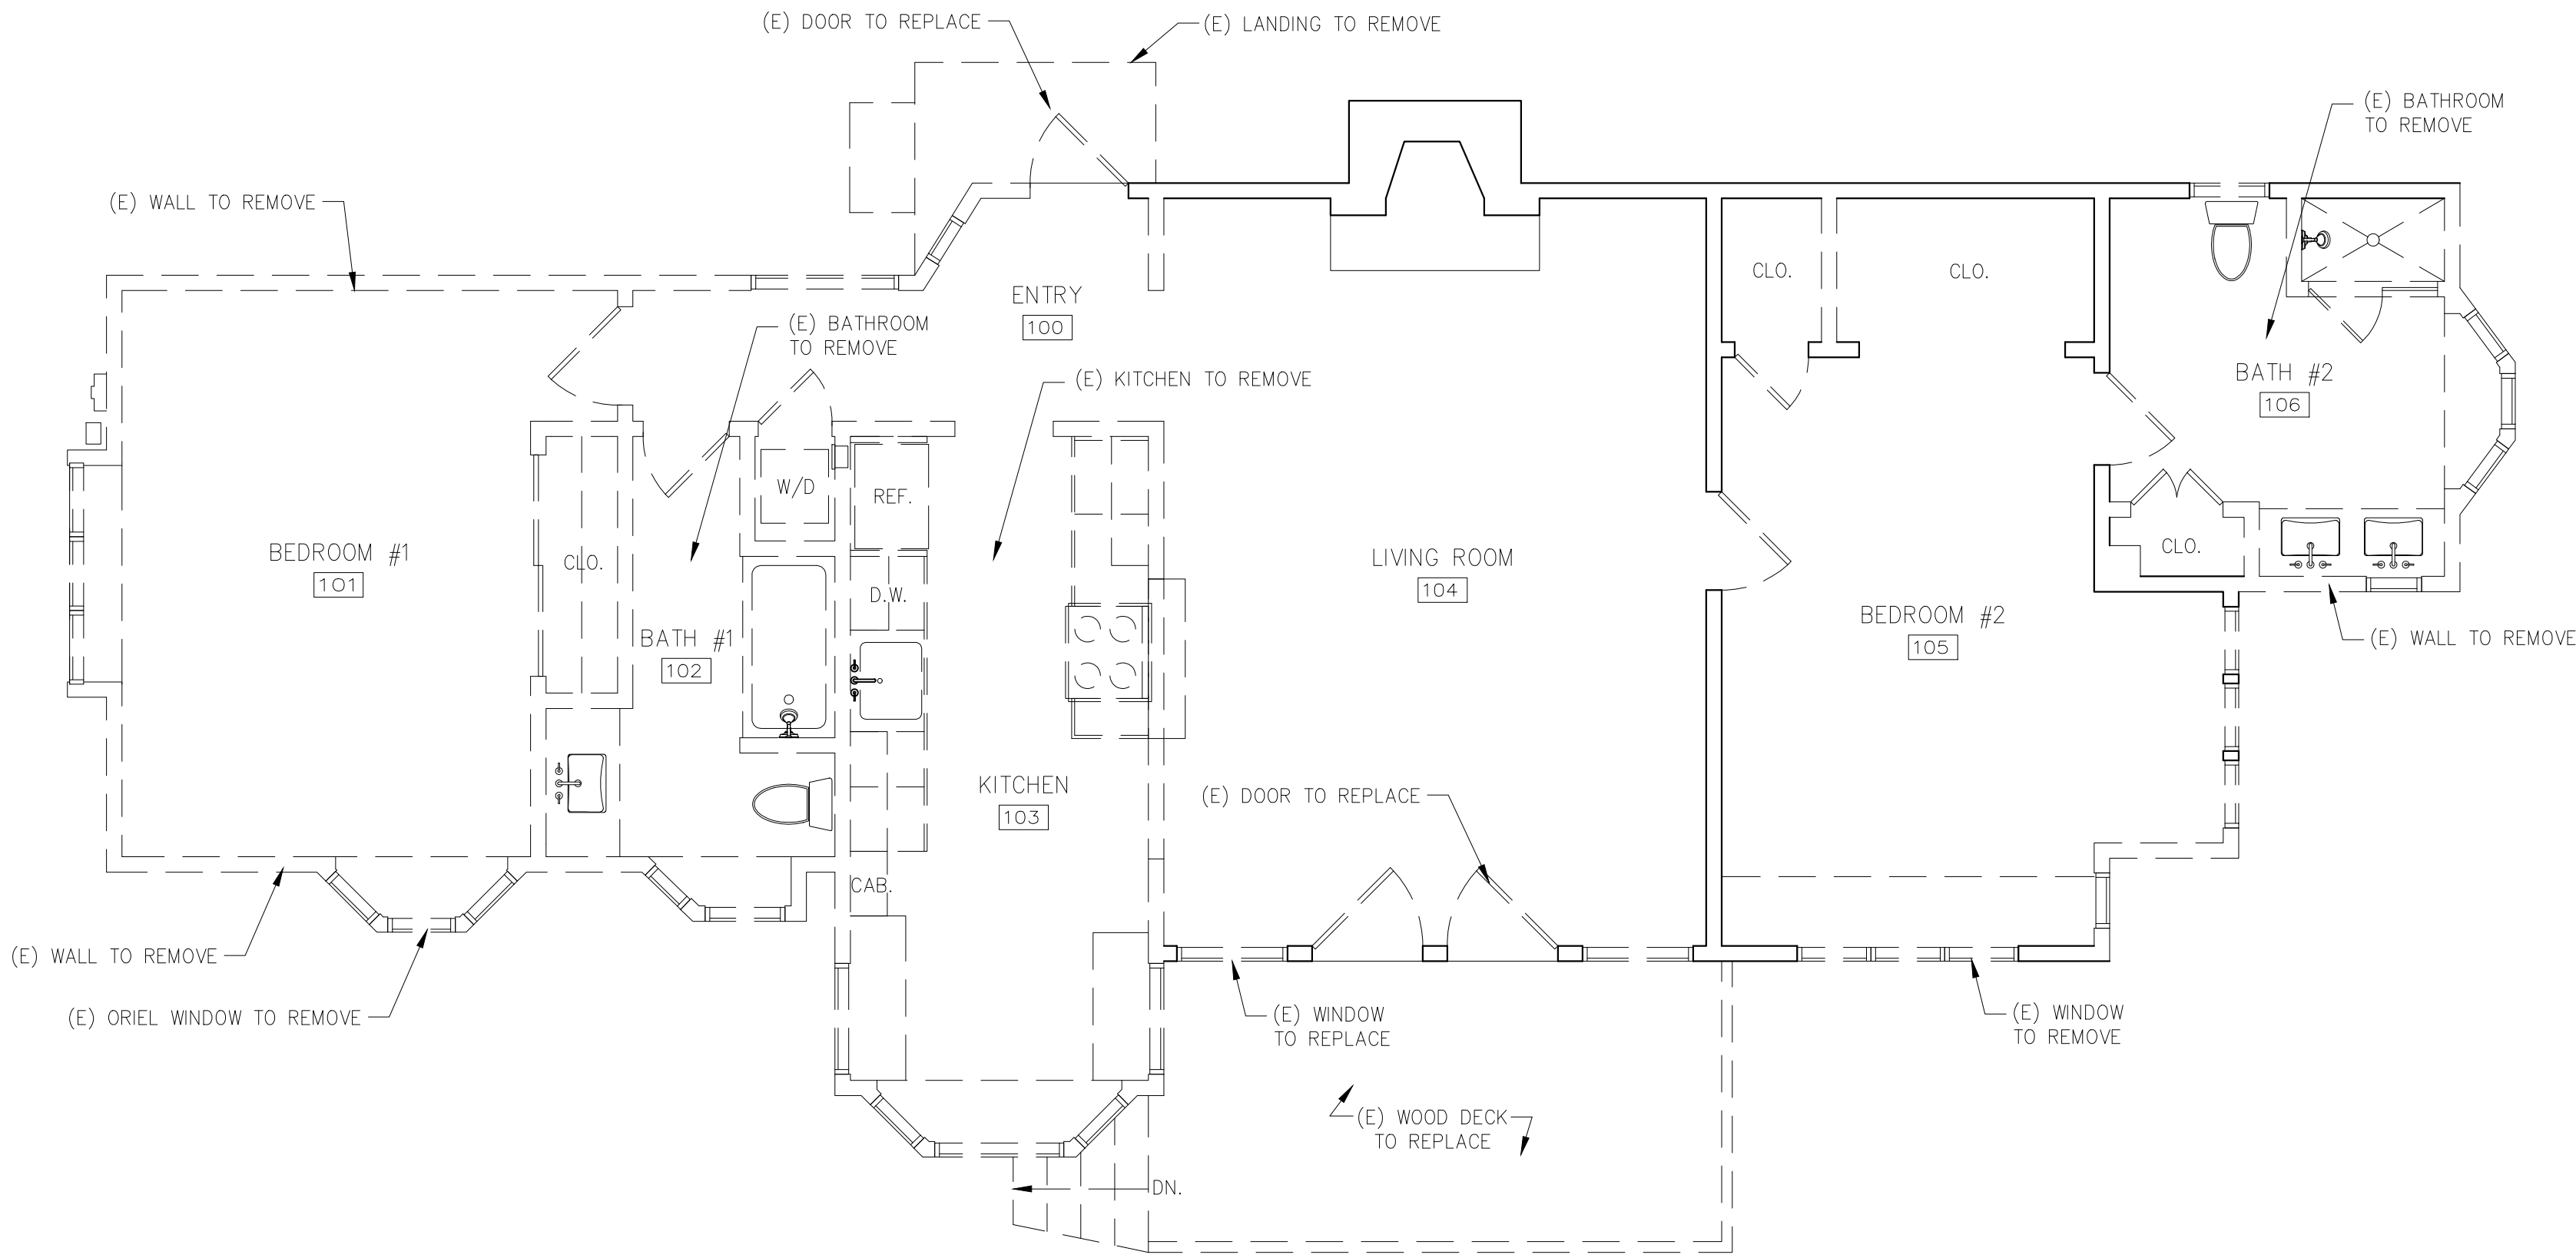 (E) DOOR TO REPLACE
(E) LANDING TO REMOVE
(E) BATHROOM
TO REMOVE
(E) WALL TO REMOVE
CLO.
CLO.
ENTRY
100
(E) BATHROOM
TO REMOVE
(E) KITCHEN TO REMOVE
BATH #2
106
W/D
REF.
BEDROOM #1
101
CLO.
LIVING ROOM
104
CLO.
D.W.
BATH #1
102
BEDROOM #2
105
(E) WALL TO REMOVE
KITCHEN
103
(E) DOOR TO REPLACE
CAB.
(E) WALL TO REMOVE
(E) ORIEL WINDOW TO REMOVE
(E) WINDOW
TO REPLACE
(E) WINDOW
TO REMOVE
(E) WOOD DECK
TO REPLACE
DN.